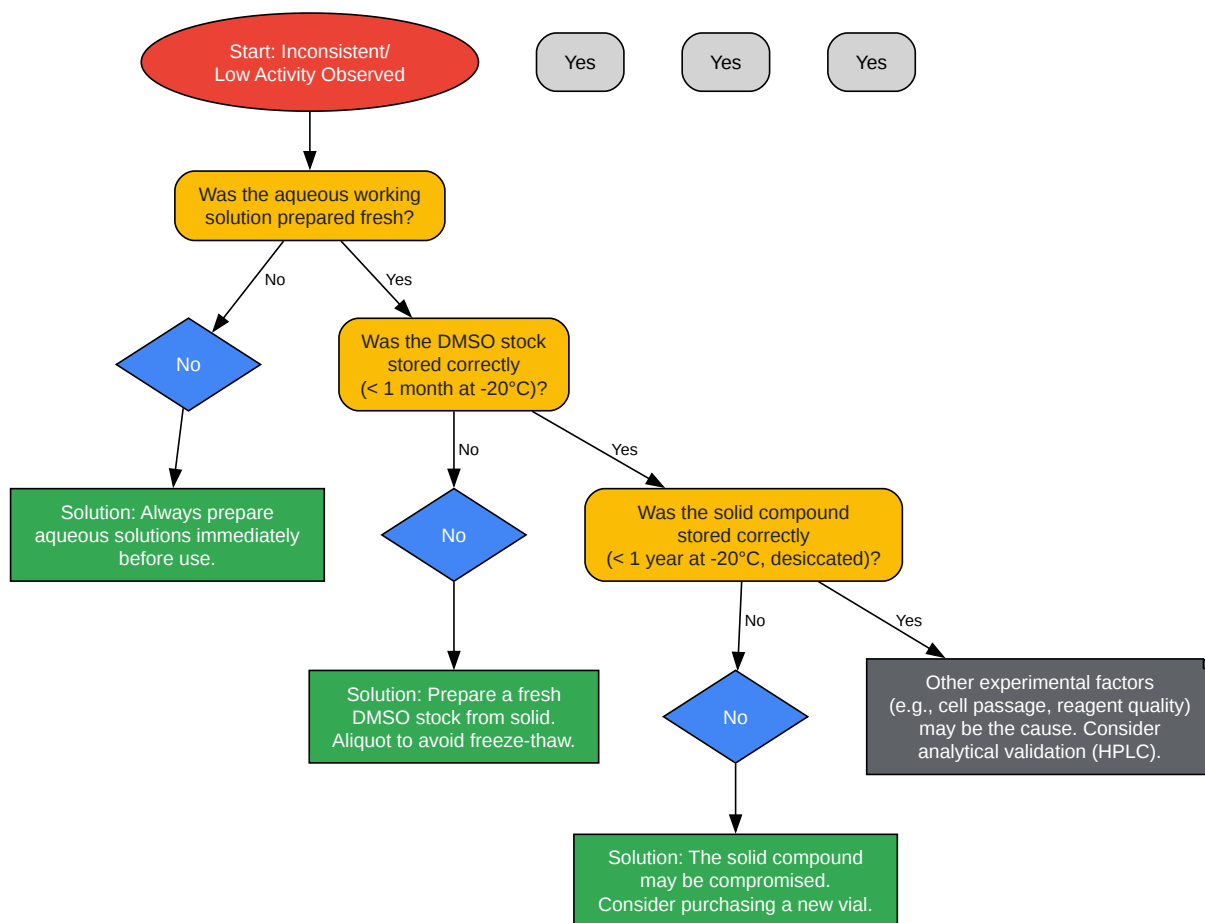 Start: Inconsistent/
Low Activity Observed
Yes
Yes
Yes
Was the aqueous working
solution prepared fresh?
No
Yes
No
Was the DMSO stock
stored correctly
(< 1 month at -20°C)?
No
Yes
Solution: Always prepare
aqueous solutions immediately
before use.
No
Was the solid compound
stored correctly
(< 1 year at -20°C, desiccated)?
No
Yes
Solution: Prepare a fresh
DMSO stock from solid.
Aliquot to avoid freeze-thaw.
No
Other experimental factors
(e.g., cell passage, reagent quality)
may be the cause. Consider
analytical validation (HPLC).
Solution: The solid compound
may be compromised.
Consider purchasing a new vial.